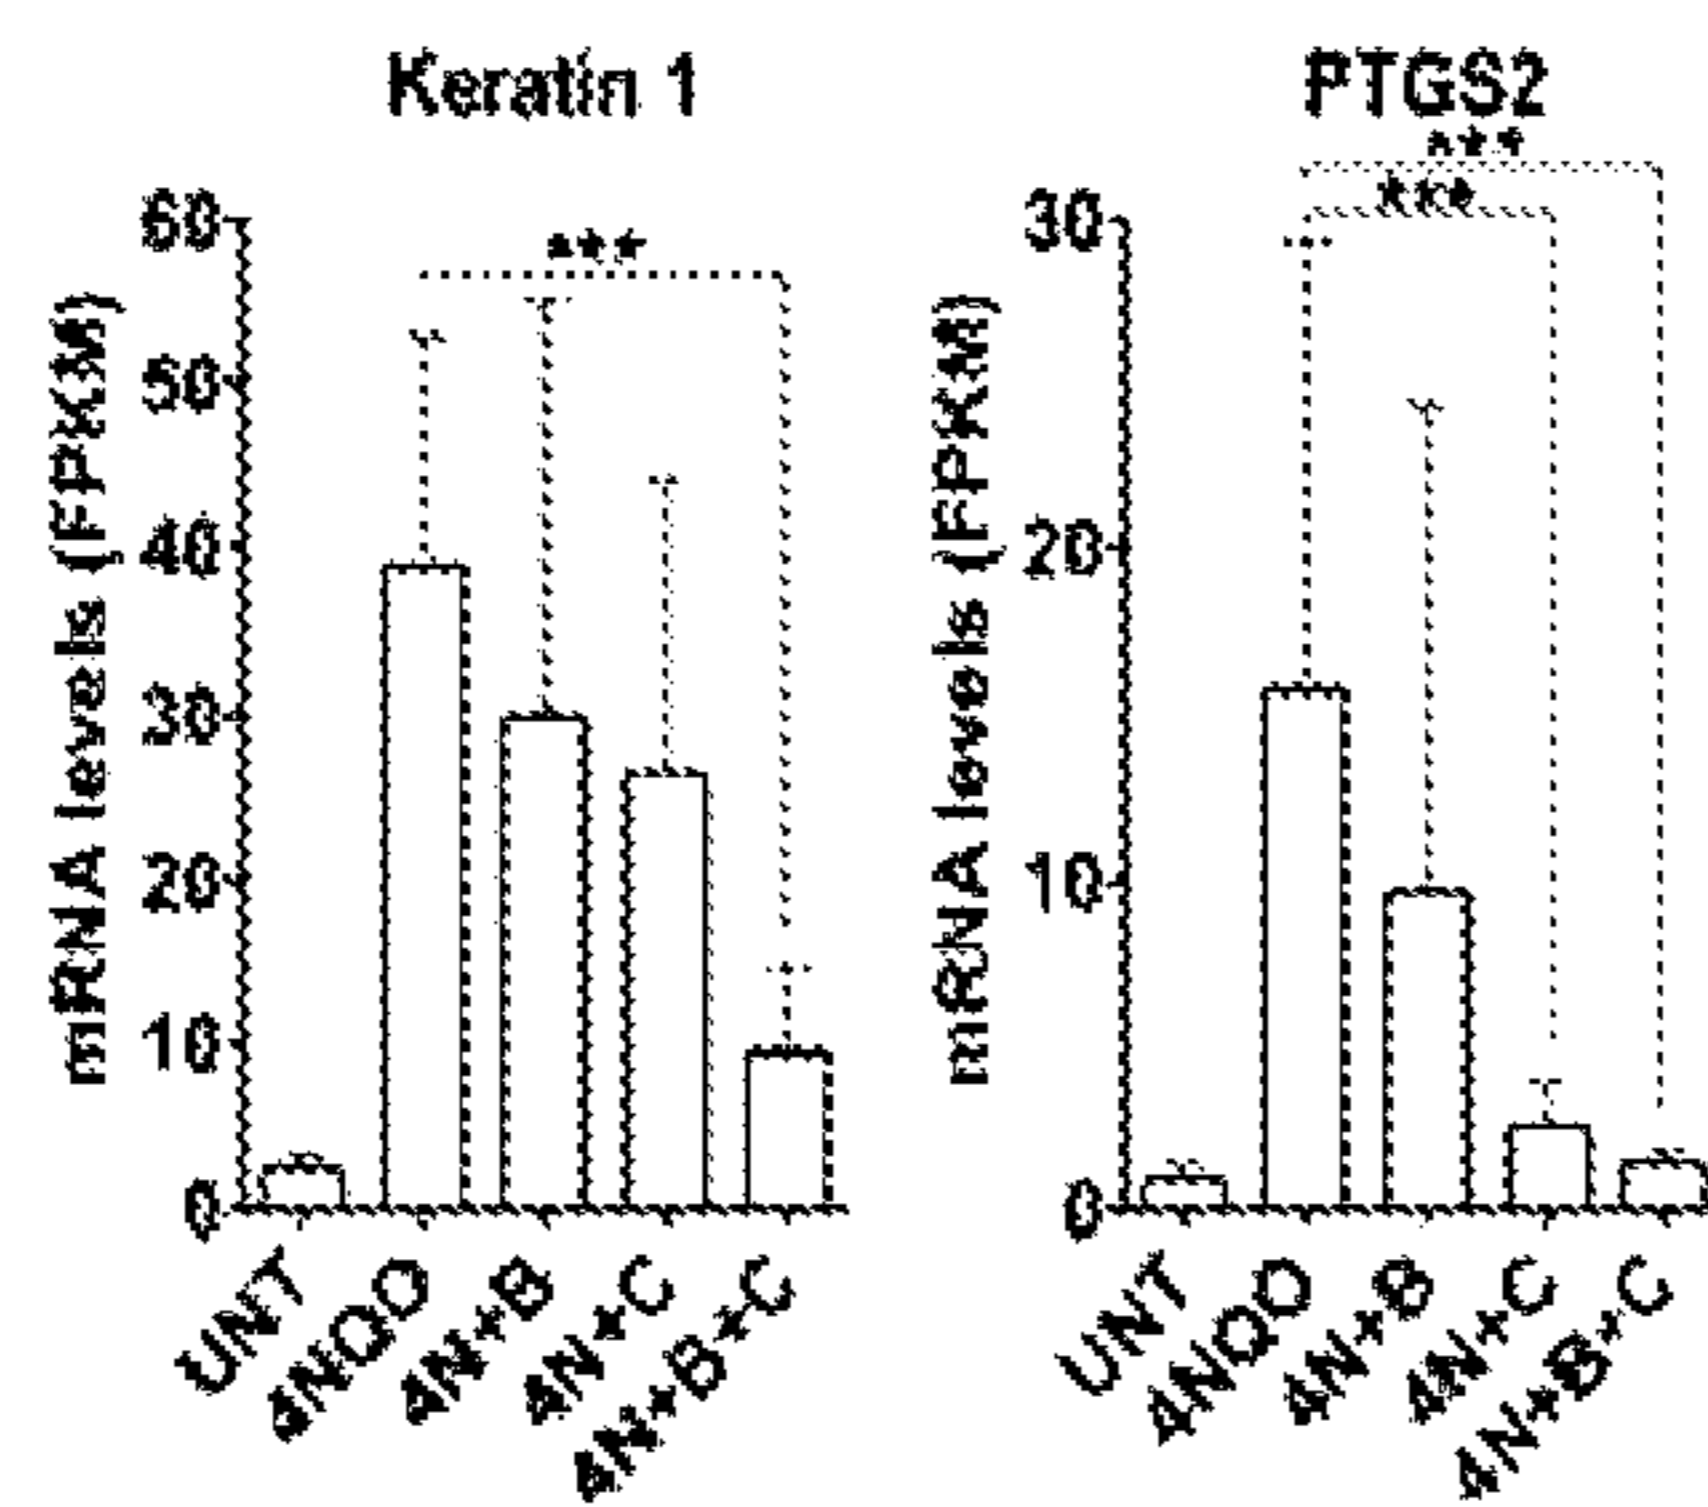 Keratin 1
***
mRNA levels (FPKM)
60
50
40
30
20
10
0
UNT
4NQO
4N+B
4N+C
4N+B+C
PTGS2
***
***
mRNA levels (FPKM)
30
20
10
0
UNT
4NQO
4N+B
4N+C
4N+B+C